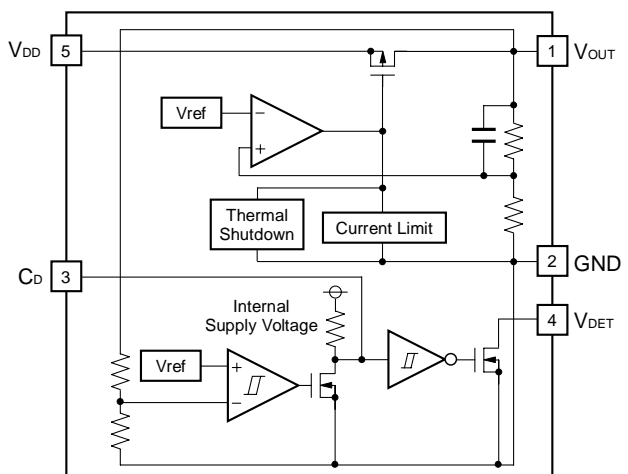 VDD 5
1 VOUT
Vref
−
+
Thermal
Shutdown
Current Limit
CD 3
2 GND
Internal
Supply Voltage
4 VDET
Vref
+
−